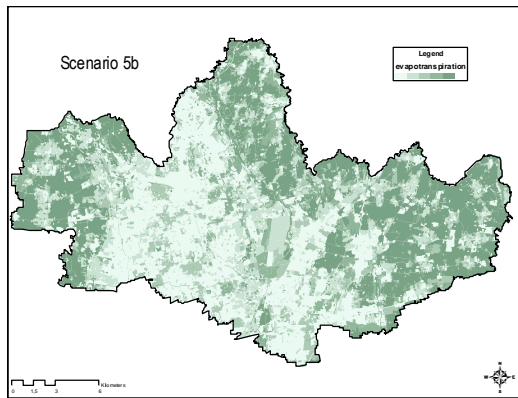 Scenario 5b
Legend
evapotranspiration
N
W E
S
Kilometers
0 1.5 3 6